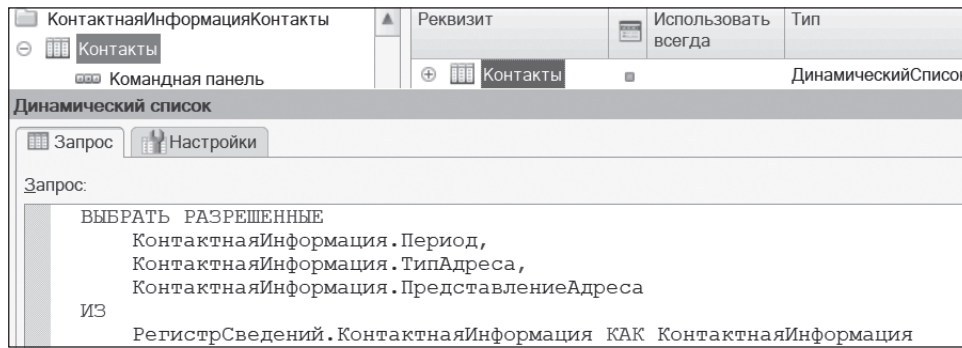 КонтактнаяИнформацияКонтакты
Контакты
Командная панель
Реквизит
Использовать всегда
Тип
Контакты
ДинамическийСписок
Динамический список
Запрос
Настройки
Запрос:
ВЫБРАТЬ РАЗРЕШЕННЫЕ
КонтактнаяИнформация.Период,
КонтактнаяИнформация.ТипАдреса,
КонтактнаяИнформация.ПредставлениеАдреса
ИЗ
РегистрСведений.КонтактнаяИнформация КАК КонтактнаяИнформация